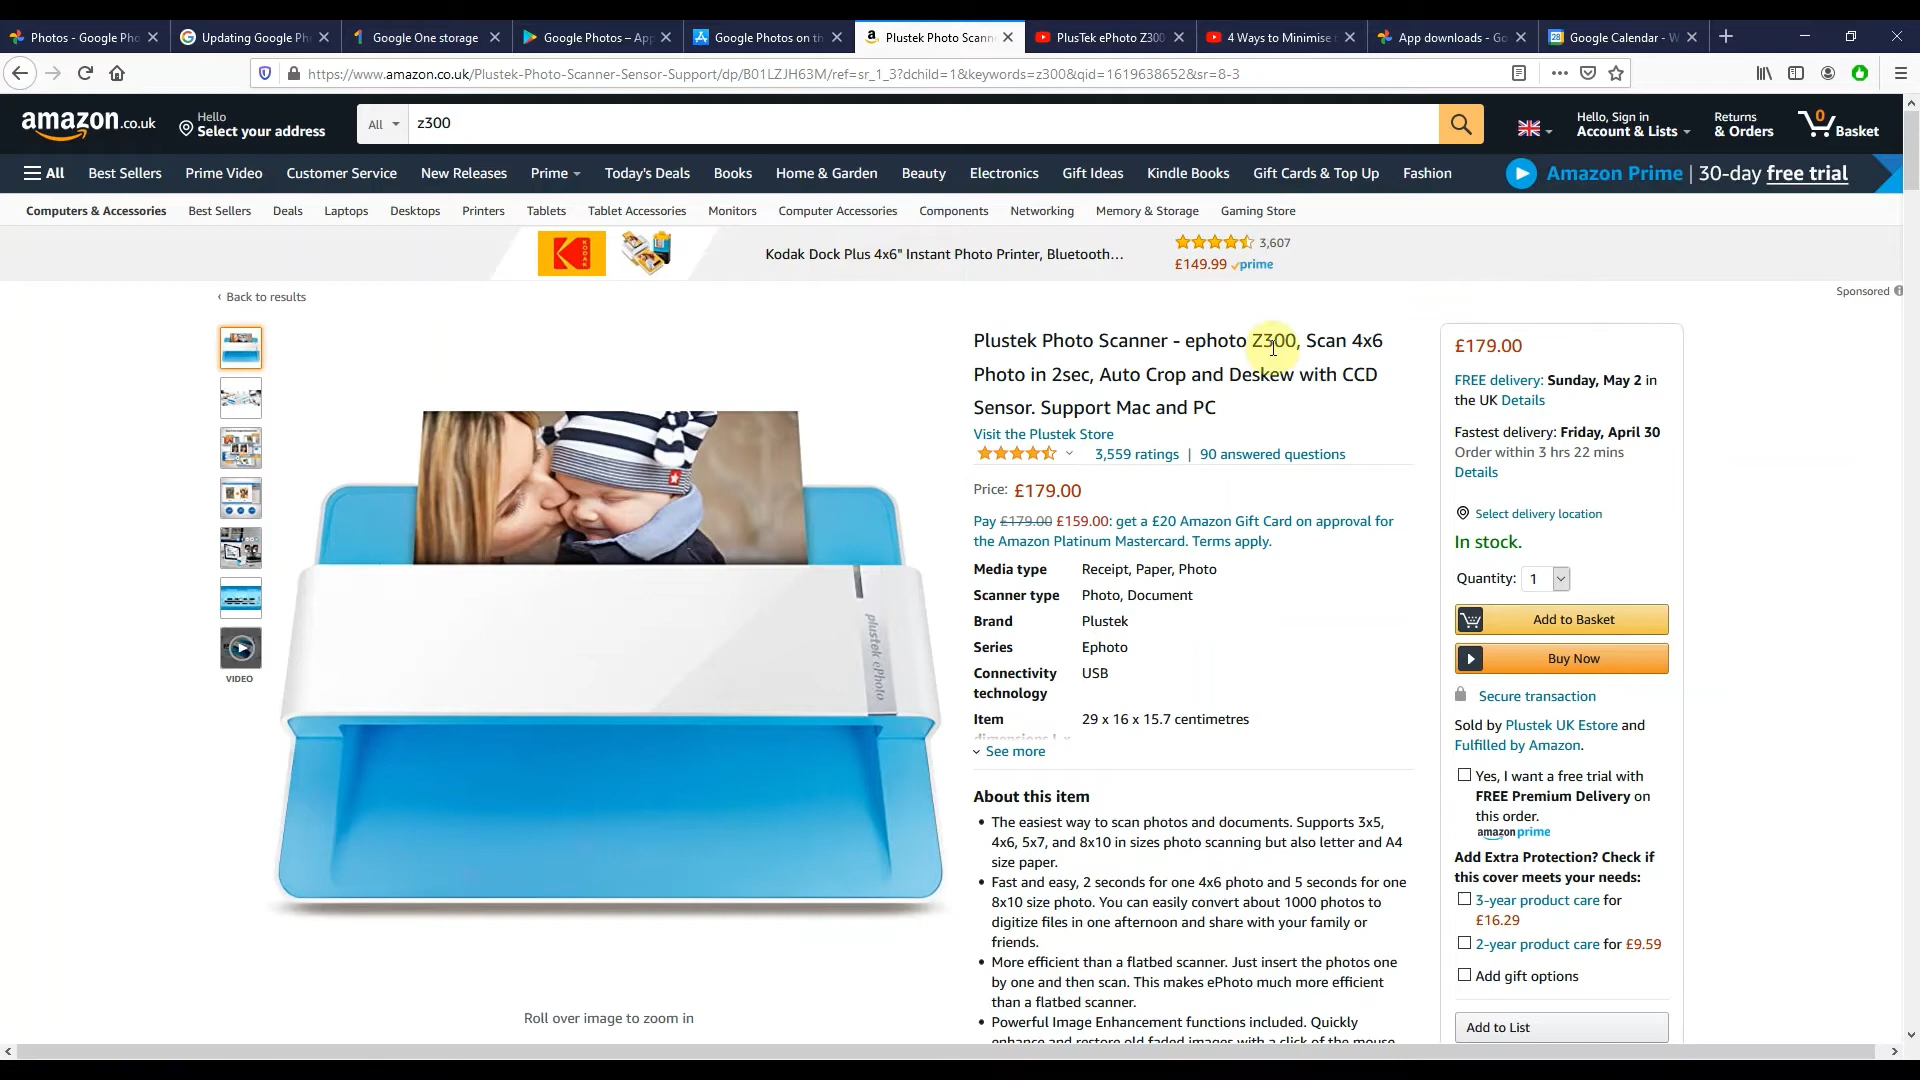 Photos - Google Pho
Updating Google Ph
Google One storage
Google Photos – App
Google Photos on th
Plustek Photo Scann
PlusTek ePhoto Z300
4 Ways to Minimise
App downloads - Go
Google Calendar - W
https://www.amazon.co.uk/Plustek-Photo-Scanner-Sensor-Support/dp/B01LZJH63M/ref=sr_1_3?dchild=1&keywords=z300&qid=1619638652&sr=8-3
amazon.co.uk
Hello
Select your address
All
z300
Hello, Sign in
Account & Lists
Returns
& Orders
0
Basket
All
Best Sellers
Prime Video
Customer Service
New Releases
Prime
Today's Deals
Books
Home & Garden
Beauty
Electronics
Gift Ideas
Kindle Books
Gift Cards & Top Up
Fashion
Amazon Prime | 30-day free trial
Computers & Accessories
Best Sellers
Deals
Laptops
Desktops
Printers
Tablets
Tablet Accessories
Monitors
Computer Accessories
Components
Networking
Memory & Storage
Gaming Store
KODAK
Kodak Dock Plus 4x6" Instant Photo Printer, Bluetooth…
3,607
£149.99 prime
‹ Back to results
Sponsored
VIDEO
plustek ePhoto
Roll over image to zoom in
Plustek Photo Scanner - ephoto Z300, Scan 4x6
Photo in 2sec, Auto Crop and Deskew with CCD
Sensor. Support Mac and PC
Visit the Plustek Store
3,559 ratings | 90 answered questions
Price: £179.00
Pay £179.00 £159.00: get a £20 Amazon Gift Card on approval for
the Amazon Platinum Mastercard. Terms apply.
Media type Receipt, Paper, Photo
Scanner type Photo, Document
Brand Plustek
Series Ephoto
Connectivity USB
technology
Item 29 x 16 x 15.7 centimetres
See more
About this item
• The easiest way to scan photos and documents. Supports 3x5,
4x6, 5x7, and 8x10 in sizes photo scanning but also letter and A4
size paper.
• Fast and easy, 2 seconds for one 4x6 photo and 5 seconds for one
8x10 size photo. You can easily convert about 1000 photos to
digitize files in one afternoon and share with your family or
friends.
• More efficient than a flatbed scanner. Just insert the photos one
by one and then scan. This makes ePhoto much more efficient
than a flatbed scanner.
• Powerful Image Enhancement functions included. Quickly
enhance and restore old faded images with a click of the mouse
£179.00
FREE delivery: Sunday, May 2 in
the UK Details
Fastest delivery: Friday, April 30
Order within 3 hrs 22 mins
Details
Select delivery location
In stock.
Quantity: 1
Add to Basket
Buy Now
Secure transaction
Sold by Plustek UK Estore and
Fulfilled by Amazon.
Yes, I want a free trial with
FREE Premium Delivery on
this order.
amazon prime
Add Extra Protection? Check if
this cover meets your needs:
3-year product care for
£16.29
2-year product care for £9.59
Add gift options
Add to List